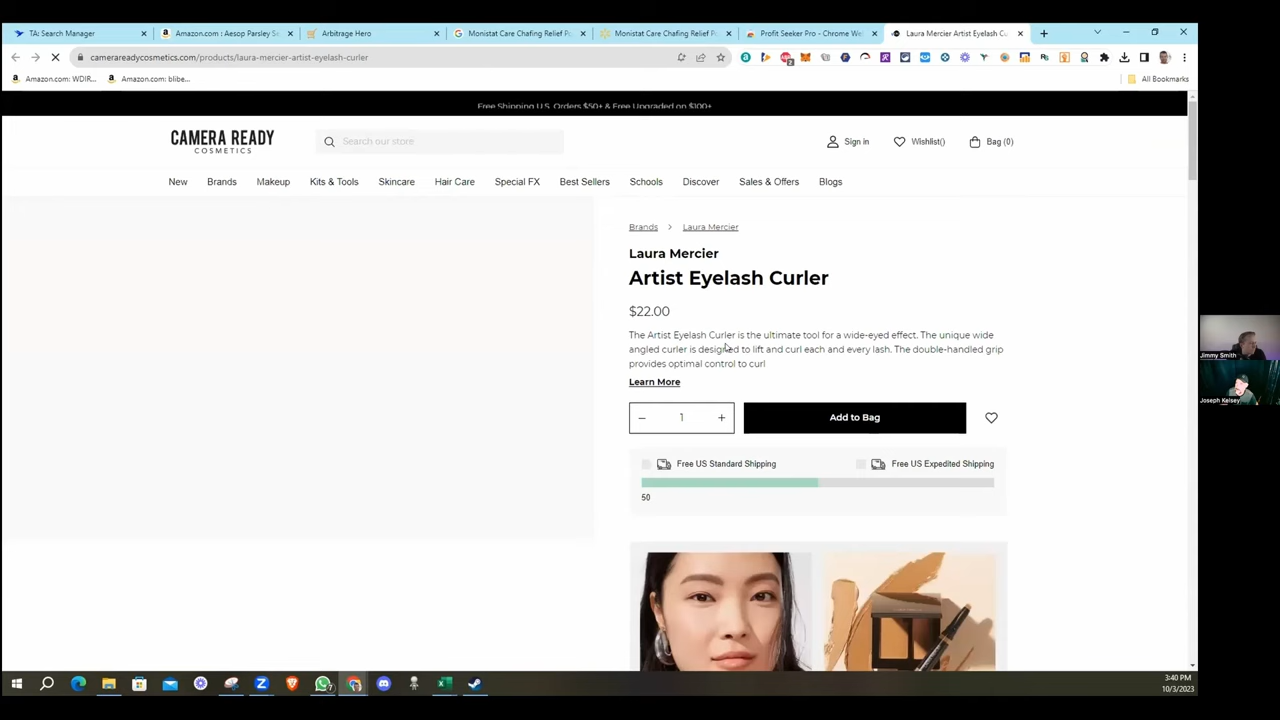 TA: Search Manager
Amazon.com : Aesop Parsley Se
Arbitrage Hero
Monistat Care Chafing Relief Po
Monistat Care Chafing Relief Po
Profit Seeker Pro - Chrome We
Laura Mercier Artist Eyelash Cu
camerareadycosmetics.com/products/laura-mercier-artist-eyelash-curler
Amazon.com: WDIR...
Amazon.com: blibe...
All Bookmarks
Free Shipping U.S. Orders $50+ & Free Upgraded on $100+
CAMERA READY
COSMETICS
Search our store
Sign in
Wishlist()
Bag (0)
New
Brands
Makeup
Kits & Tools
Skincare
Hair Care
Special FX
Best Sellers
Schools
Discover
Sales & Offers
Blogs
Brands > Laura Mercier
Laura Mercier
Artist Eyelash Curler
$22.00
The Artist Eyelash Curler is the ultimate tool for a wide-eyed effect. The unique wide
angled curler is designed to lift and curl each and every lash. The double-handled grip
provides optimal control to curl
Learn More
− 1 +
Add to Bag
Free US Standard Shipping
Free US Expedited Shipping
50
Jimmy Smith
Joseph Kelsey
3:40 PM
10/3/2023